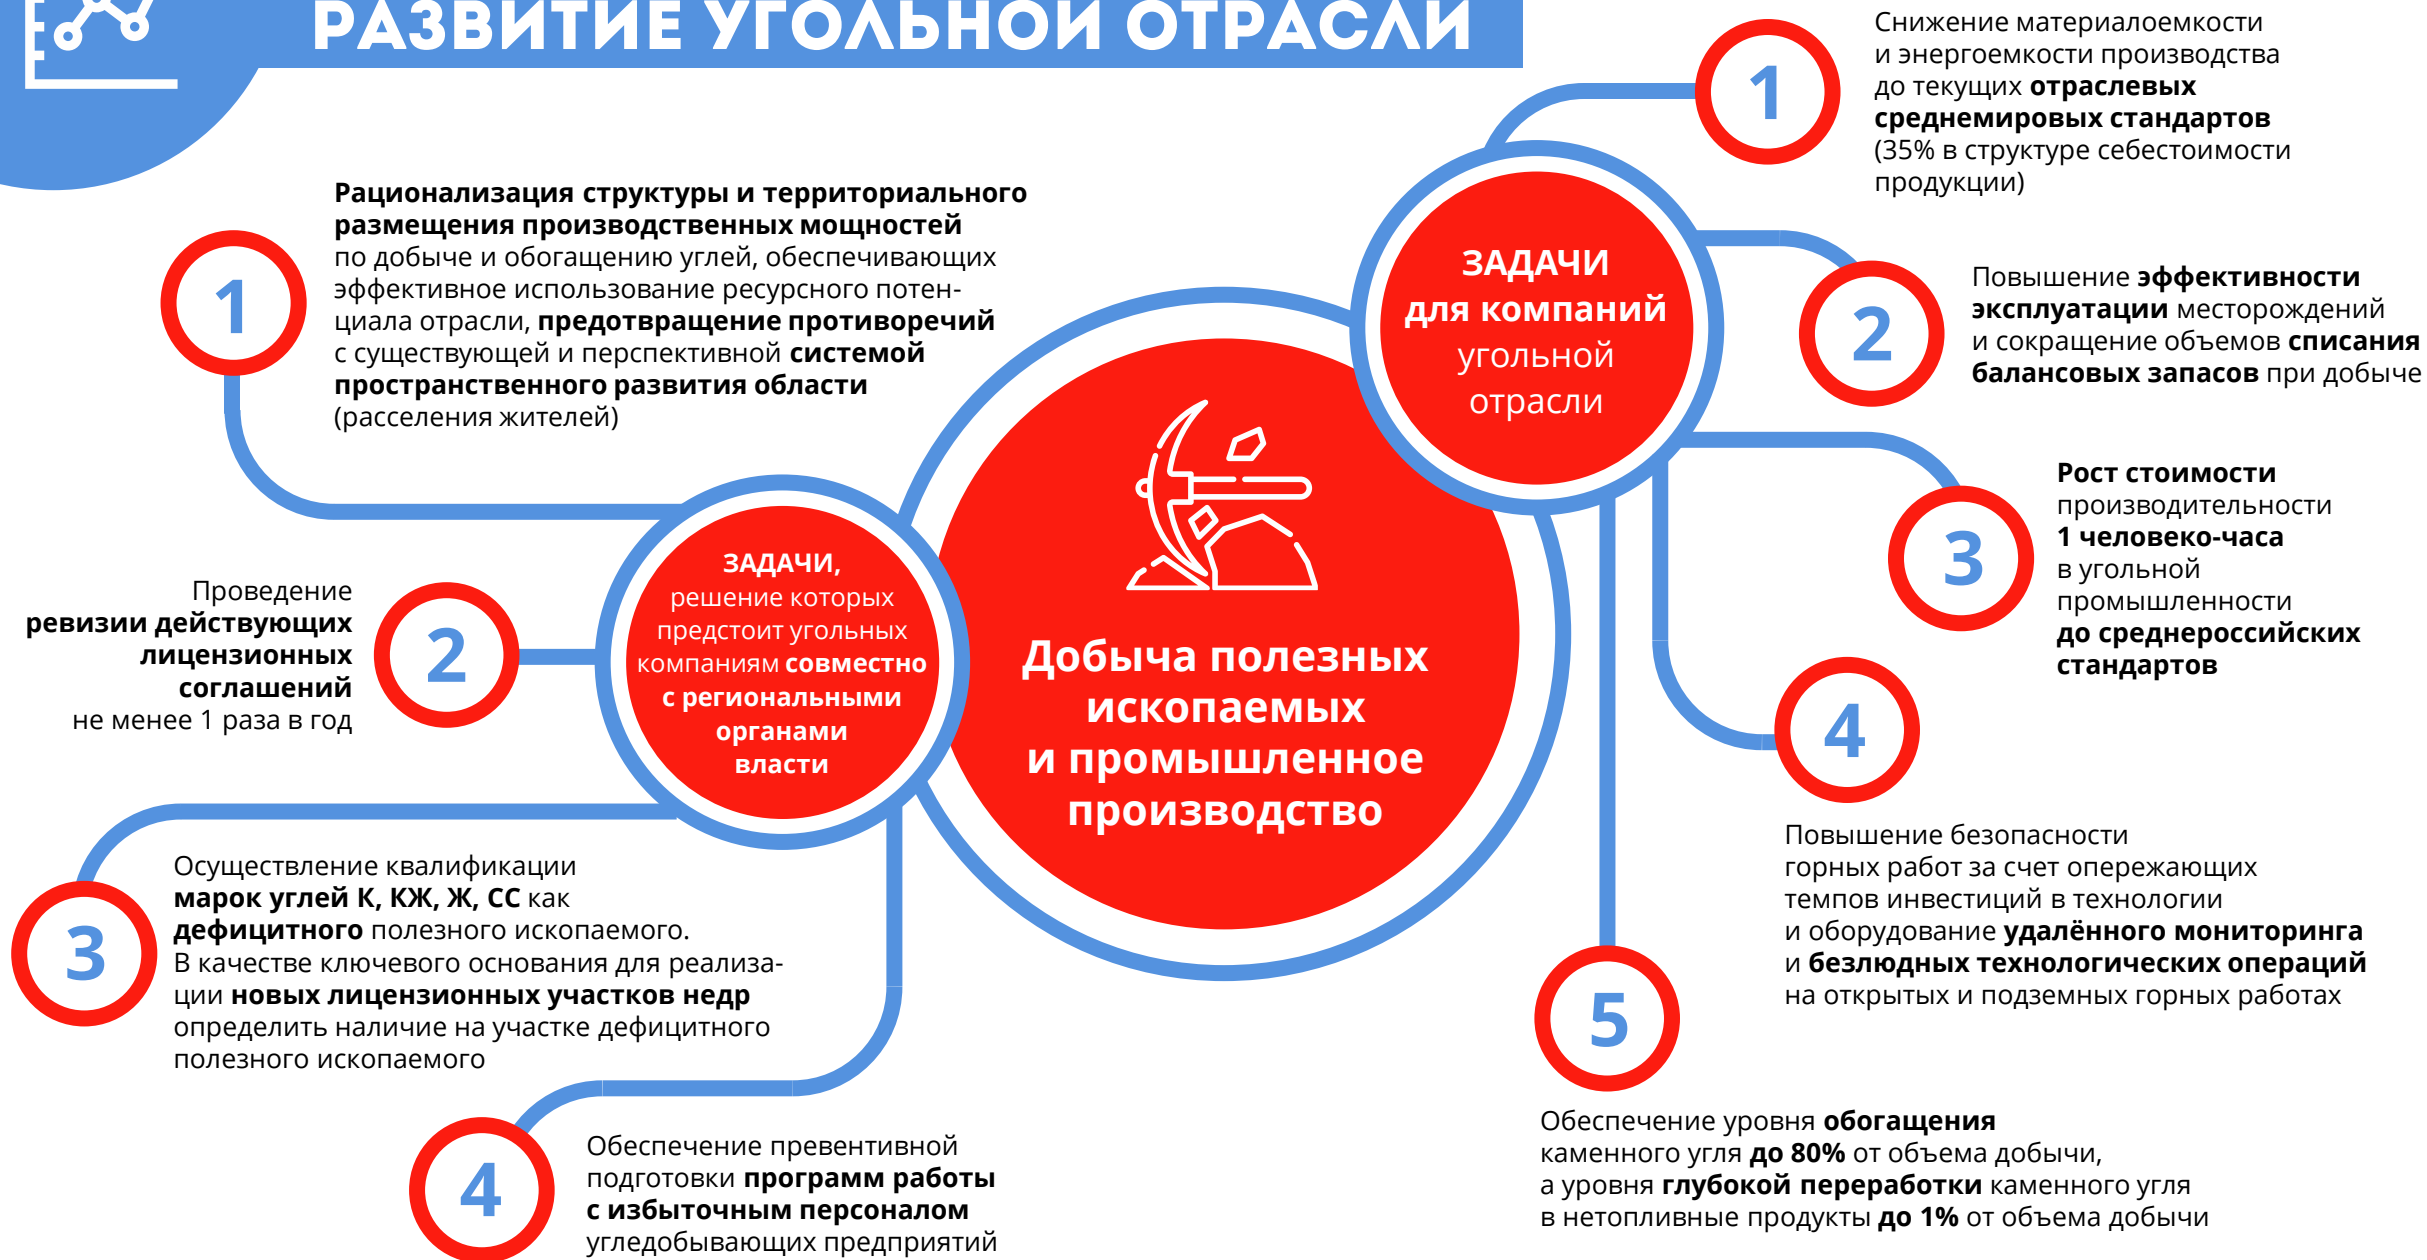 РАЗВИТИЕ УГОЛЬНОЙ ОТРАСЛИ
1
Рационализация структуры и территориального
размещения производственных мощностей
по добыче и обогащению углей, обеспечивающих
эффективное использование ресурсного потен-
циала отрасли, предотвращение противоречий
с существующей и перспективной системой
пространственного развития области
(расселения жителей)
ЗАДАЧИ,
решение которых
предстоит угольных
компаниям совместно
с региональными
органами
власти
2
Проведение
ревизии действующих
лицензионных
соглашений
не менее 1 раза в год
3
Осуществление квалификации
марок углей К, КЖ, Ж, СС как
дефицитного полезного ископаемого.
В качестве ключевого основания для реализа-
ции новых лицензионных участков недр
определить наличие на участке дефицитного
полезного ископаемого
4
Обеспечение превентивной
подготовки программ работы
с избыточным персоналом
угледобывающих предприятий
Добыча полезных
ископаемых
и промышленное
производство
ЗАДАЧИ
для компаний
угольной
отрасли
1
Снижение материалоемкости
и энергоемкости производства
до текущих отраслевых
среднемировых стандартов
(35% в структуре себестоимости
продукции)
2
Повышение эффективности
эксплуатации месторождений
и сокращение объемов списания
балансовых запасов при добыче
3
Рост стоимости
производительности
1 человеко-часа
в угольной
промышленности
до среднероссийских
стандартов
4
Повышение безопасности
горных работ за счет опережающих
темпов инвестиций в технологии
и оборудование удалённого мониторинга
и безлюдных технологических операций
на открытых и подземных горных работах
5
Обеспечение уровня обогащения
каменного угля до 80% от объема добычи,
а уровня глубокой переработки каменного угля
в нетопливные продукты до 1% от объема добычи